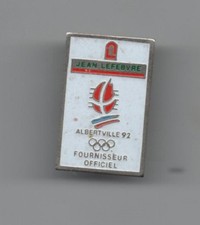 JEAN LEFEBVRE
ALBERTVILLE 92
FOURNISSEUR
OFFICIEL